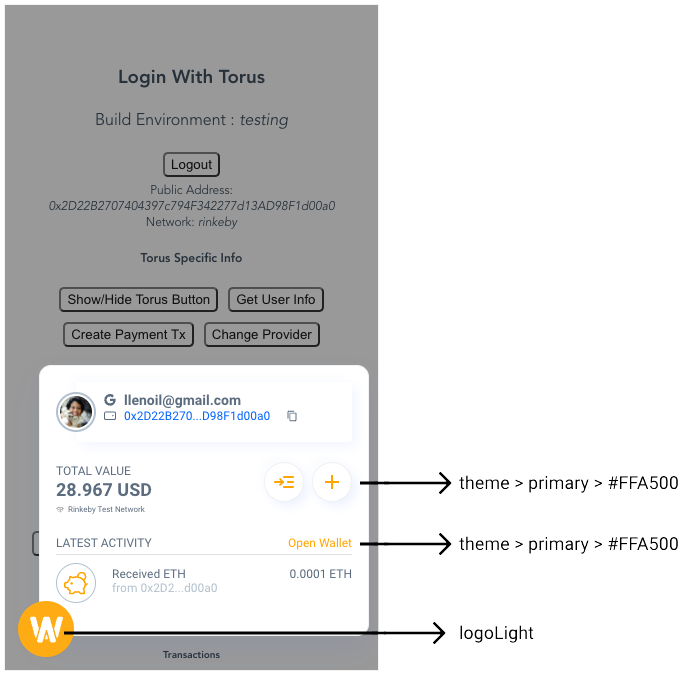 Login With Torus
Build Environment : testing
Logout
Public Address:
0x2D22B2707404397c794F342277d13AD98F1d00a0
Network: rinkeby
Torus Specific Info
Show/Hide Torus Button Get User Info
Create Payment Tx Change Provider
G llenoil@gmail.com
0x2D22B270...D98F1d00a0
TOTAL VALUE
28.967 USD
Rinkeby Test Network
theme > primary > #FFA500
LATEST ACTIVITY Open Wallet
theme > primary > #FFA500
Received ETH 0.0001 ETH
from 0x2D2...d00a0
W
logoLight
Transactions